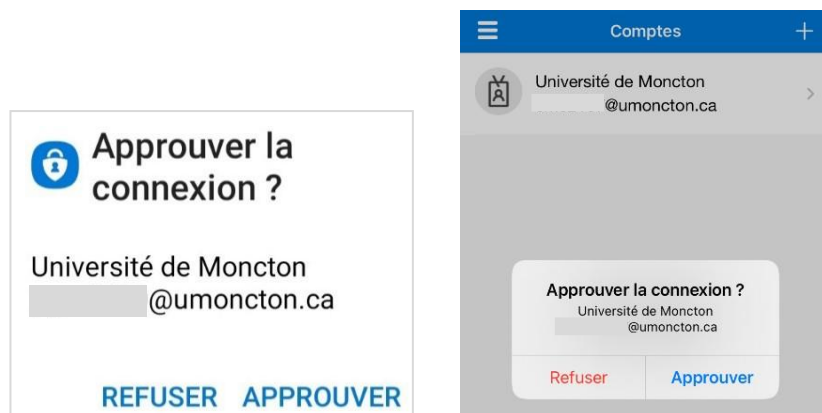 Approuver la
connexion ?
Université de Moncton
@umoncton.ca
REFUSER APPROUVER
Comptes
Université de Moncton
@umoncton.ca
Approuver la connexion ?
Université de Moncton
@umoncton.ca
Refuser Approuver